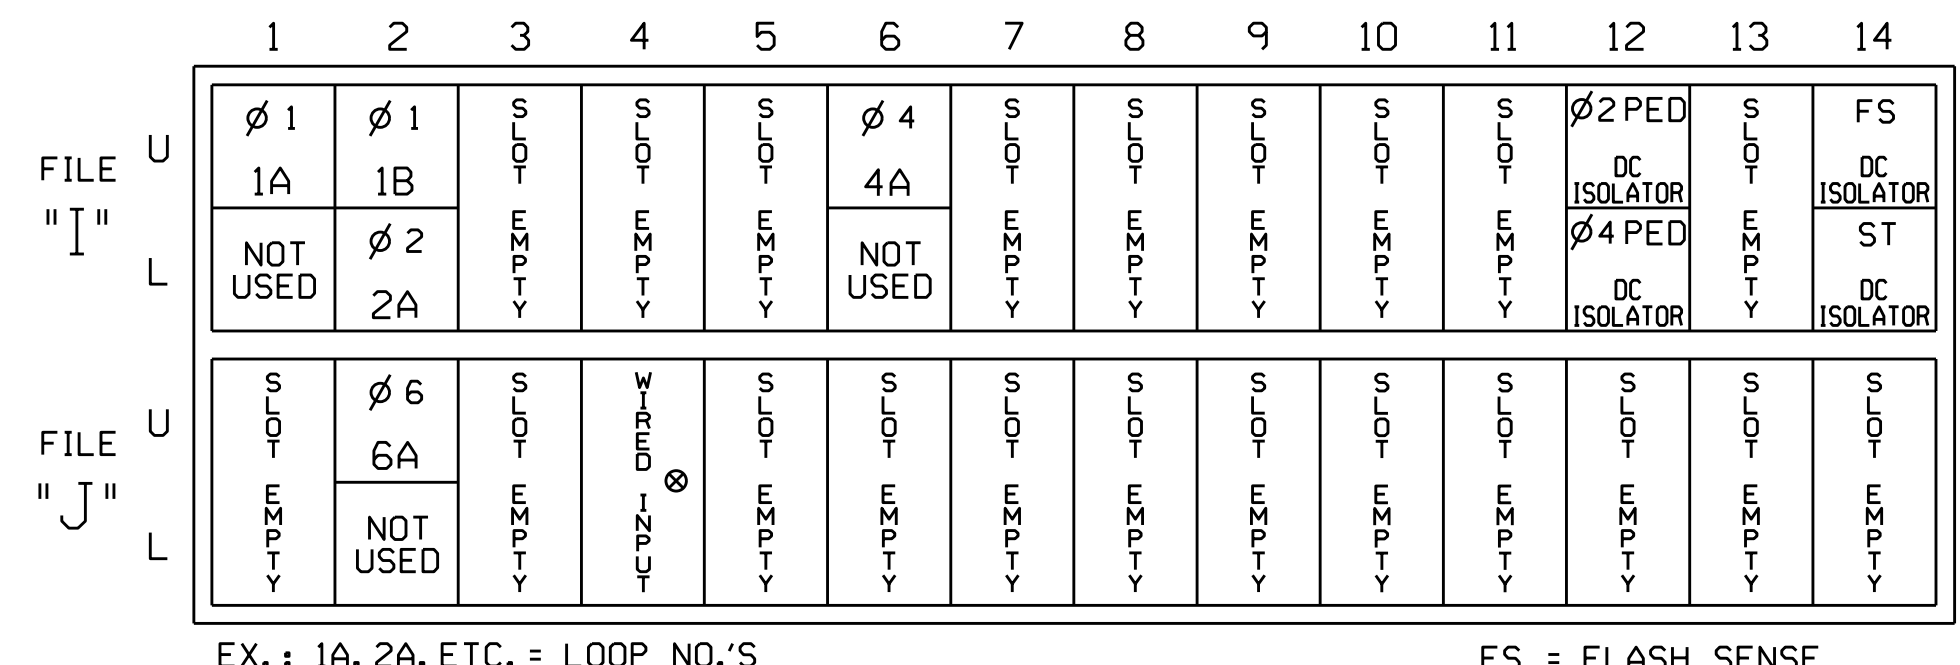 1 2 3 4 5 6 7 8 9 10 11 12 13 14
FILE "I"
U
L
Ø 1
1A
NOT USED
Ø 1
1B
Ø 2
2A
SLOT EMPTY
SLOT EMPTY
SLOT EMPTY
Ø 4
4A
NOT USED
SLOT EMPTY
SLOT EMPTY
SLOT EMPTY
SLOT EMPTY
SLOT EMPTY
Ø2 PED
DC
ISOLATOR
Ø4 PED
DC
ISOLATOR
SLOT EMPTY
FS
DC
ISOLATOR
ST
DC
ISOLATOR
FILE "J"
U
L
SLOT EMPTY
Ø 6
6A
NOT USED
SLOT EMPTY
WIRED INPUT
⊗
SLOT EMPTY
SLOT EMPTY
SLOT EMPTY
SLOT EMPTY
SLOT EMPTY
SLOT EMPTY
SLOT EMPTY
SLOT EMPTY
SLOT EMPTY
SLOT EMPTY
EX.: 1A, 2A, ETC. = LOOP NO.'S
FS = FLASH SENSE